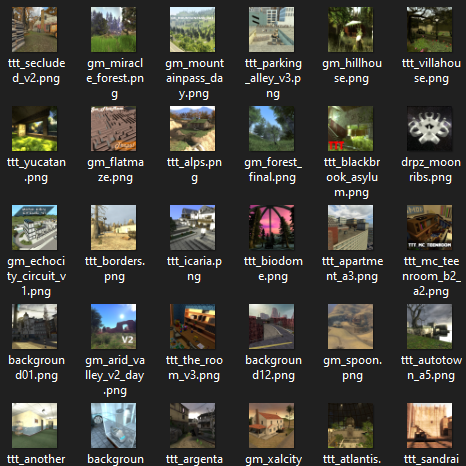 ttt_seclude
d_v2.png
gm_miracl
e_forest.pn
g
gm_mount
ainpass_da
y.png
ttt_parking
_alley_v3.p
ng
gm_hillhou
se.png
ttt_villahou
se.png
ttt_yucatan
.png
gm_flatma
ze.png
ttt_alps.pn
g
gm_forest_
final.png
ttt_blackbr
ook_asylu
m.png
drpz_moon
ribs.png
gm_echoci
ty_circuit_v
1.png
ttt_borders.
png
ttt_icaria.p
ng
ttt_biodo
me.png
ttt_apartme
nt_a3.png
TTT MC TEENROOM
ttt_mc_tee
nroom_b2_
a2.png
backgroun
d01.png
V2
gm_arid_va
lley_v2_day
.png
ttt_the_roo
m_v3.png
backgroun
d12.png
gm_spoon.
png
ttt_autotow
n_a5.png
ttt_another
backgroun
ttt_argenta
gm_xalcity
ttt_atlantis.
ttt_sandrai